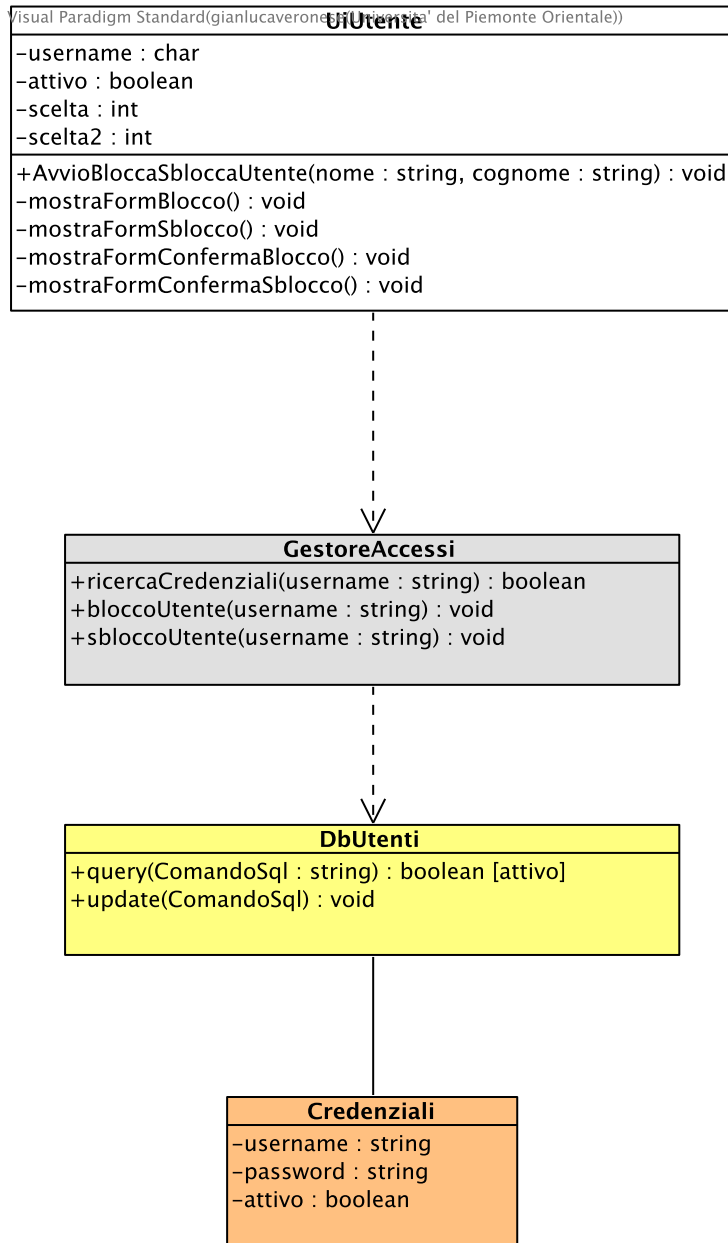 Visual Paradigm Standard(gianlucaveronese(Universita' del Piemonte Orientale))
UiUtente
-username : char
-attivo : boolean
-scelta : int
-scelta2 : int
+AvvioBloccaSbloccaUtente(nome : string, cognome : string) : void
-mostraFormBlocco() : void
-mostraFormSblocco() : void
-mostraFormConfermaBlocco() : void
-mostraFormConfermaSblocco() : void
GestoreAccessi
+ricercaCredenziali(username : string) : boolean
+bloccoUtente(username : string) : void
+sbloccoUtente(username : string) : void
DbUtenti
+query(ComandoSql : string) : boolean [attivo]
+update(ComandoSql) : void
Credenziali
-username : string
-password : string
-attivo : boolean